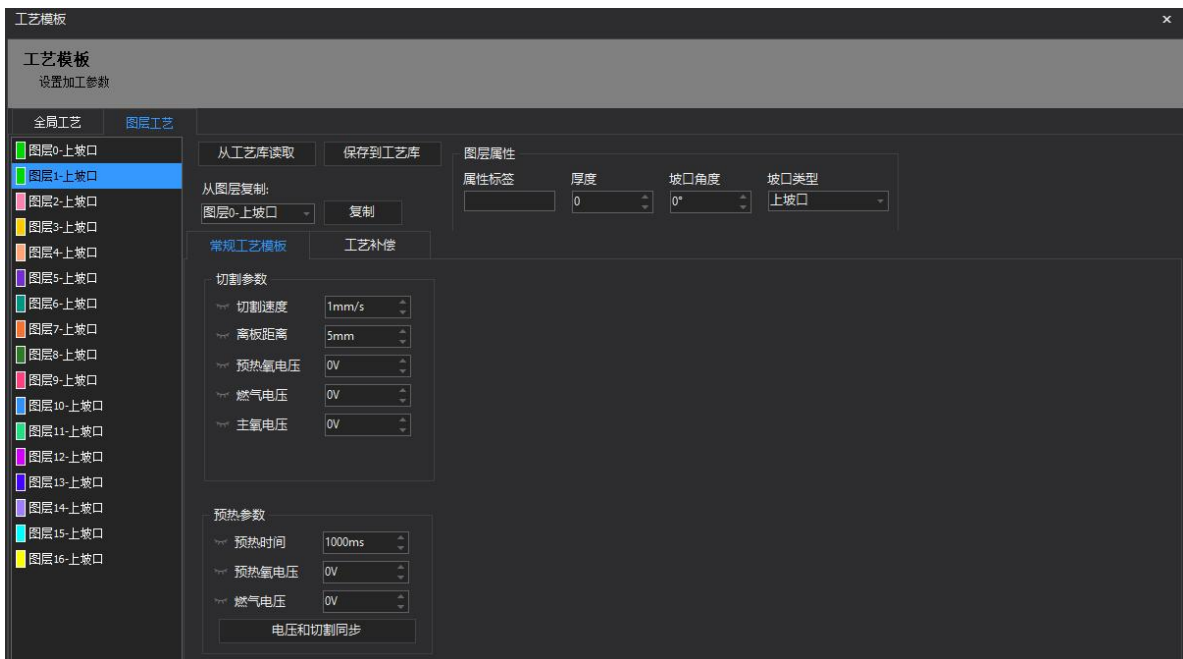 工艺模板
×
工艺模板
设置加工参数
全局工艺 图层工艺
图层0-上坡口
图层1-上坡口
图层2-上坡口
图层3-上坡口
图层4-上坡口
图层5-上坡口
图层6-上坡口
图层7-上坡口
图层8-上坡口
图层9-上坡口
图层10-上坡口
图层11-上坡口
图层12-上坡口
图层13-上坡口
图层14-上坡口
图层15-上坡口
图层16-上坡口
从工艺库读取 保存到工艺库
从图层复制:
图层0-上坡口 复制
图层属性
属性标签 厚度 坡口角度 坡口类型
0 0° 上坡口
常规工艺模板 工艺补偿
切割参数
切割速度 1mm/s
离板距离 5mm
预热氧电压 0V
燃气电压 0V
主氧电压 0V
预热参数
预热时间 1000ms
预热氧电压 0V
燃气电压 0V
电压和切割同步